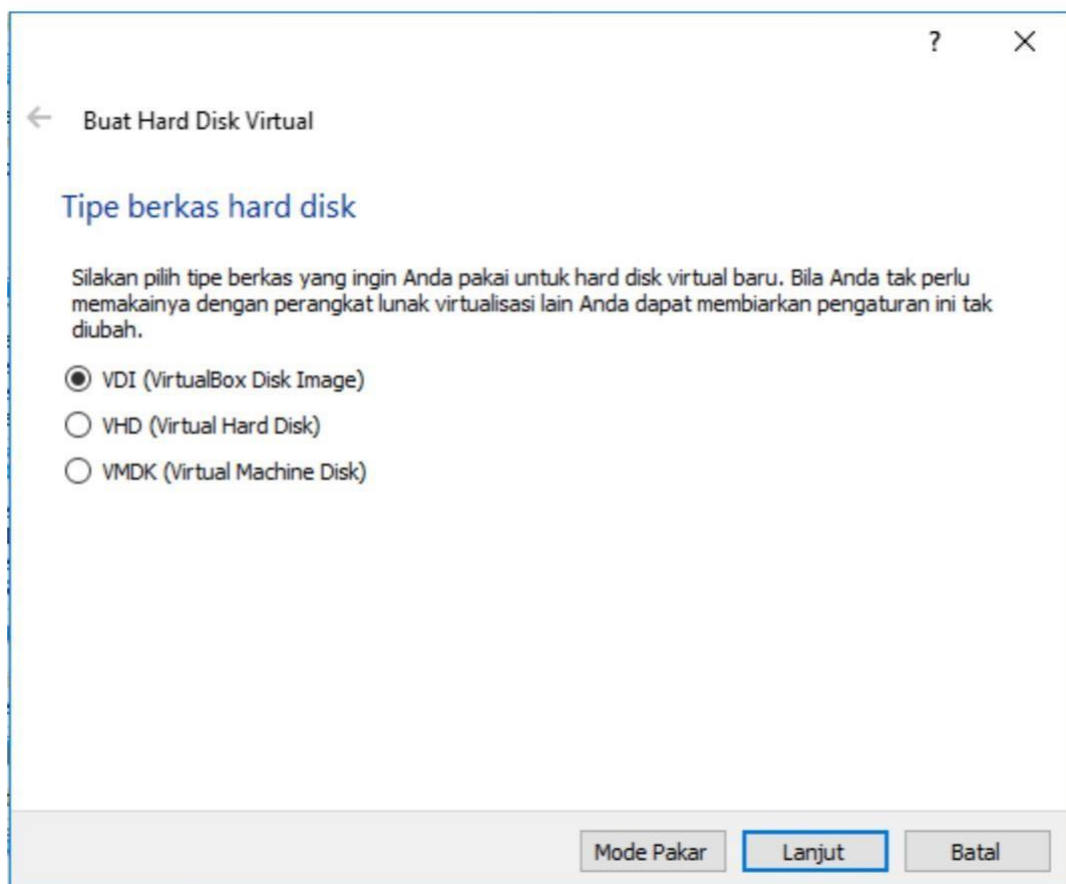 ?
Buat Hard Disk Virtual
Tipe berkas hard disk
Silakan pilih tipe berkas yang ingin Anda pakai untuk hard disk virtual baru. Bila Anda tak perlu
memakainya dengan perangkat lunak virtualisasi lain Anda dapat membiarkan pengaturan ini tak
diubah.
VDI (VirtualBox Disk Image)
VHD (Virtual Hard Disk)
VMDK (Virtual Machine Disk)
Mode Pakar Lanjut Batal